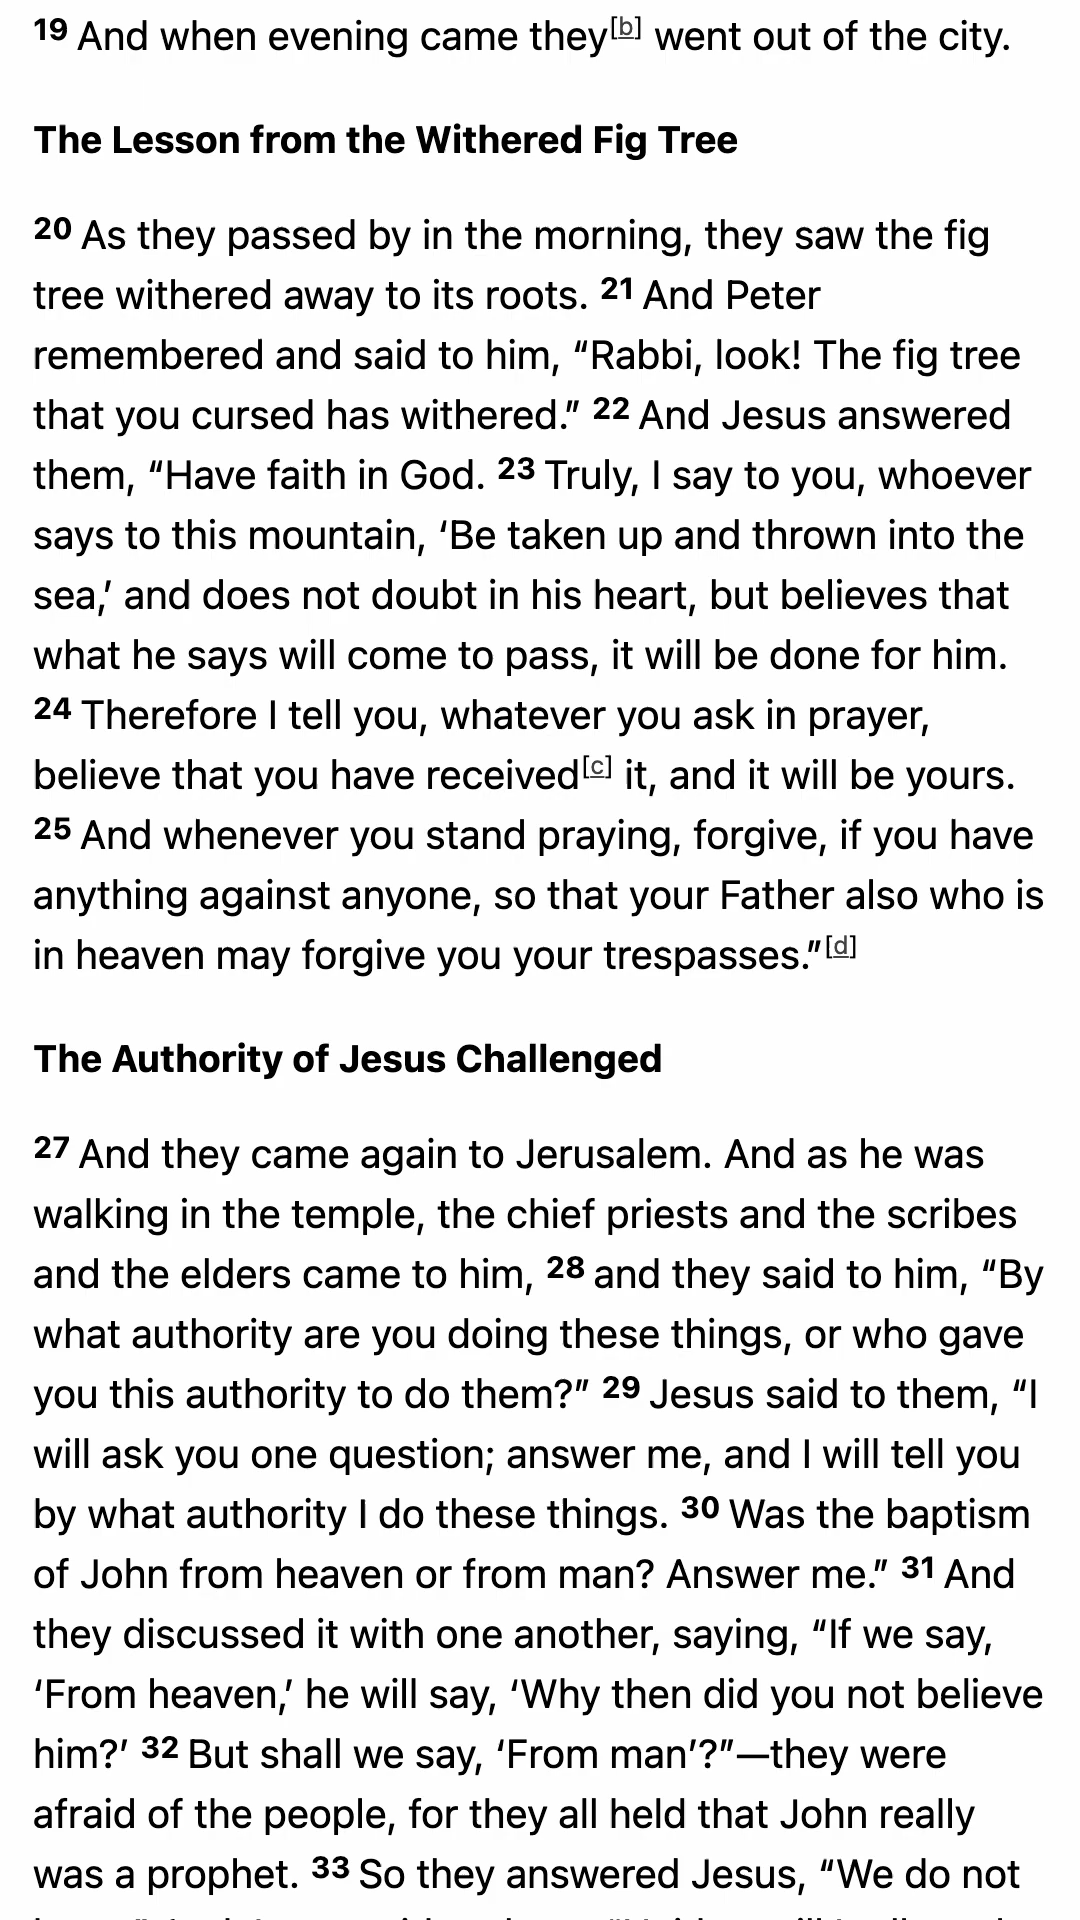 19 And when evening came they[b] went out of the city.
The Lesson from the Withered Fig Tree
20 As they passed by in the morning, they saw the fig
tree withered away to its roots. 21 And Peter
remembered and said to him, “Rabbi, look! The fig tree
that you cursed has withered.” 22 And Jesus answered
them, “Have faith in God. 23 Truly, I say to you, whoever
says to this mountain, ‘Be taken up and thrown into the
sea,’ and does not doubt in his heart, but believes that
what he says will come to pass, it will be done for him.
24 Therefore I tell you, whatever you ask in prayer,
believe that you have received[c] it, and it will be yours.
25 And whenever you stand praying, forgive, if you have
anything against anyone, so that your Father also who is
in heaven may forgive you your trespasses.”[d]
The Authority of Jesus Challenged
27 And they came again to Jerusalem. And as he was
walking in the temple, the chief priests and the scribes
and the elders came to him, 28 and they said to him, “By
what authority are you doing these things, or who gave
you this authority to do them?” 29 Jesus said to them, “I
will ask you one question; answer me, and I will tell you
by what authority I do these things. 30 Was the baptism
of John from heaven or from man? Answer me.” 31 And
they discussed it with one another, saying, “If we say,
‘From heaven,’ he will say, ‘Why then did you not believe
him?’ 32 But shall we say, ‘From man’?”—they were
afraid of the people, for they all held that John really
was a prophet. 33 So they answered Jesus, “We do not